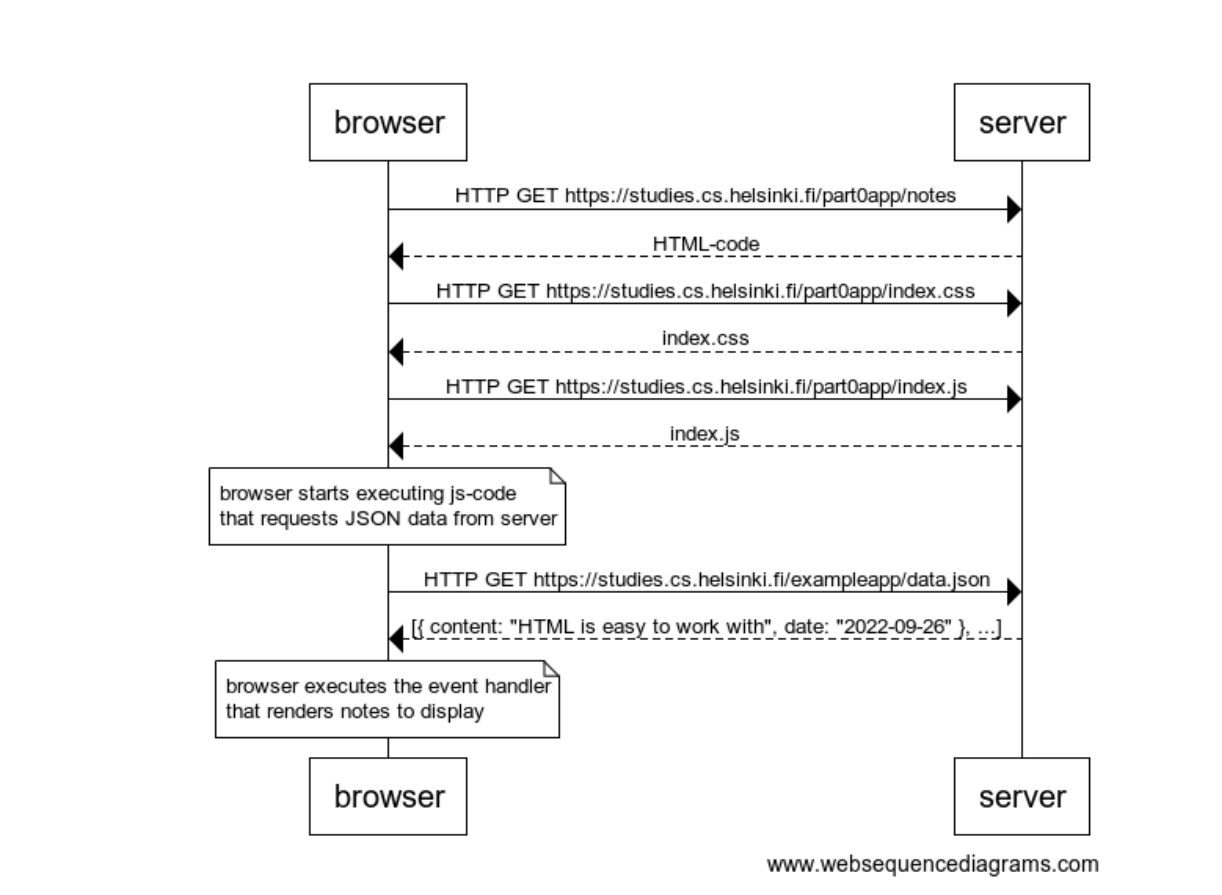 browser
server
HTTP GET https://studies.cs.helsinki.fi/part0app/notes
HTML-code
HTTP GET https://studies.cs.helsinki.fi/part0app/index.css
index.css
HTTP GET https://studies.cs.helsinki.fi/part0app/index.js
index.js
browser starts executing js-code
that requests JSON data from server
HTTP GET https://studies.cs.helsinki.fi/exampleapp/data.json
[{ content: "HTML is easy to work with", date: "2022-09-26" }, ...]
browser executes the event handler
that renders notes to display
browser
server
www.websequencediagrams.com